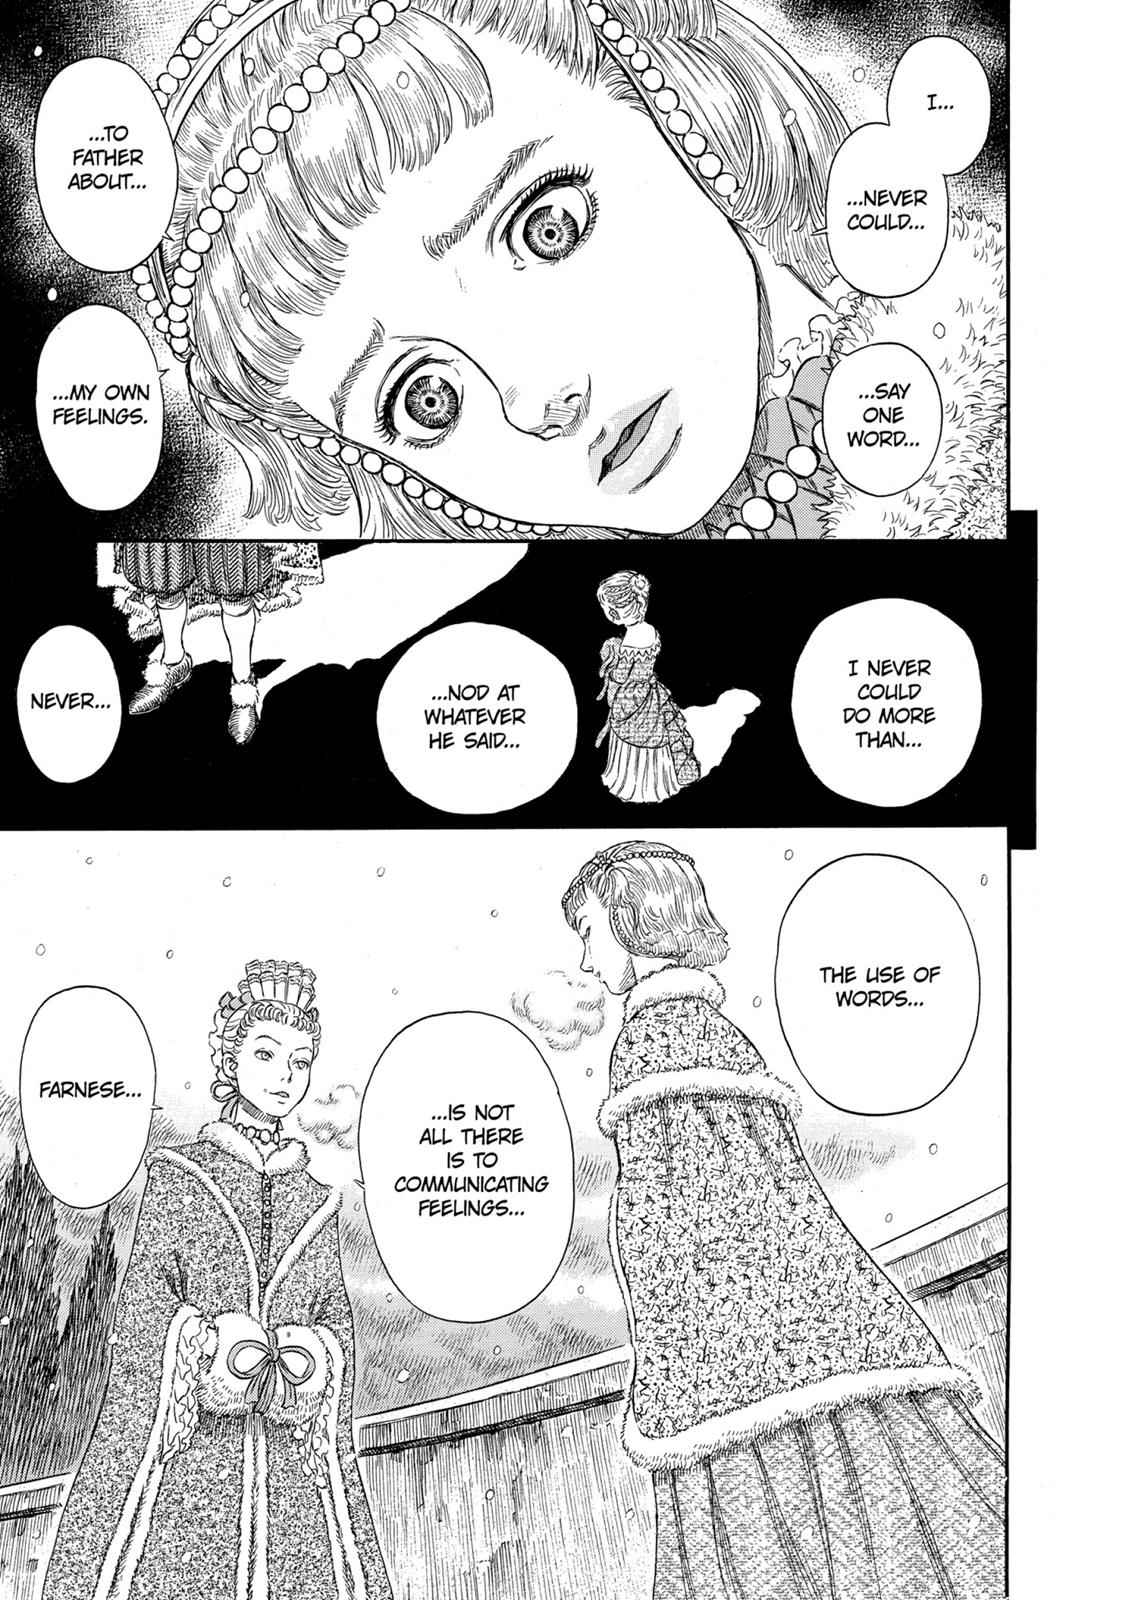 I...
...NEVER
COULD...
...SAY
ONE
WORD...
...TO
FATHER
ABOUT...
...MY OWN
FEELINGS.
I NEVER
COULD
DO MORE
THAN...
...NOD AT
WHATEVER
HE SAID...
NEVER...
THE USE OF
WORDS...
...IS NOT
ALL THERE
IS TO
COMMUNICATING
FEELINGS...
FARNESE...